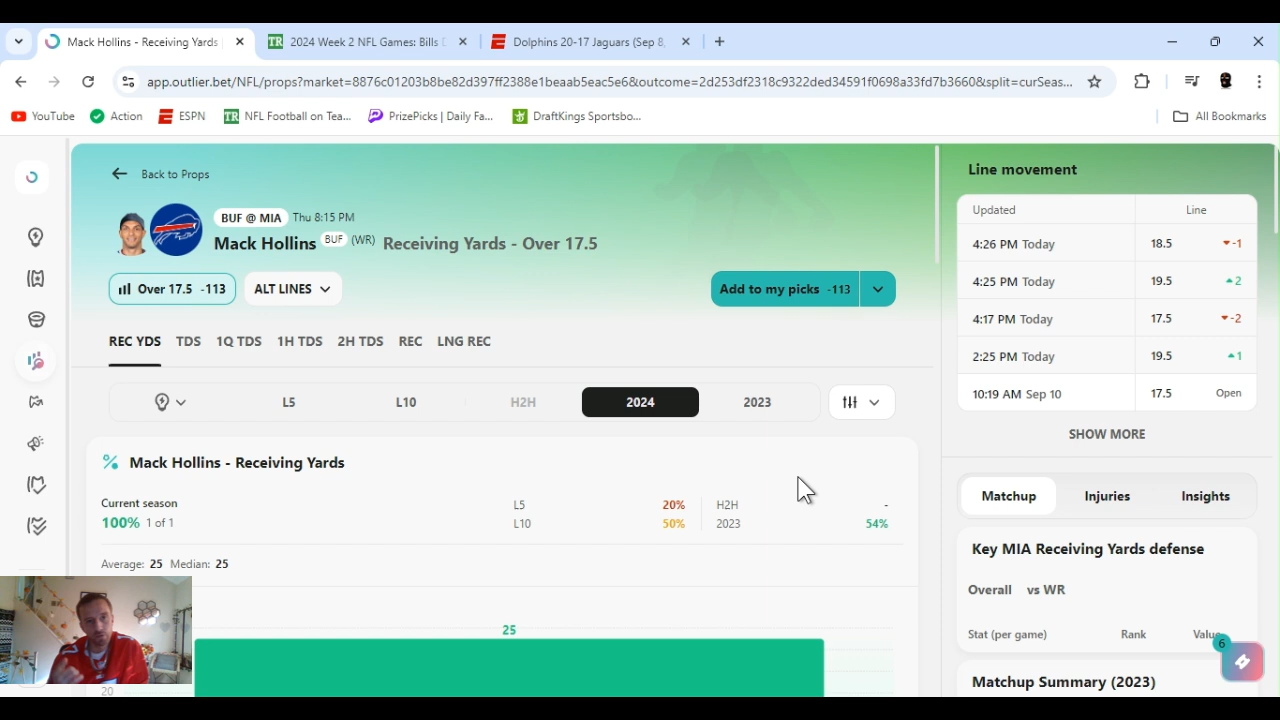 Mack Hollins - Receiving Yards
2024 Week 2 NFL Games: Bills
Dolphins 20-17 Jaguars (Sep 8,
app.outlier.bet/NFL/props?market=8876c01203b8be82d397ff2388e1beaab5eac5e6&outcome=2d253df2318c9322ded34591f0698a33fd7b3660&split=curSeas...
YouTube
Action
ESPN
NFL Football on Tea...
PrizePicks | Daily Fa...
DraftKings Sportsbo...
All Bookmarks
Back to Props
BUF @ MIA Thu 8:15 PM
Mack Hollins BUF (WR) Receiving Yards - Over 17.5
Over 17.5 -113
ALT LINES
Add to my picks -113
REC YDS TDS 1Q TDS 1H TDS 2H TDS REC LNG REC
L5 L10 H2H 2024 2023
Mack Hollins - Receiving Yards
Current season
100% 1 of 1
L5 20% H2H -
L10 50% 2023 54%
Average: 25 Median: 25
25
20
Line movement
Updated Line
4:26 PM Today 18.5 -1
4:25 PM Today 19.5 2
4:17 PM Today 17.5 -2
2:25 PM Today 19.5 1
10:19 AM Sep 10 17.5 Open
SHOW MORE
Matchup Injuries Insights
Key MIA Receiving Yards defense
Overall vs WR
Stat (per game) Rank Value
6
Matchup Summary (2023)